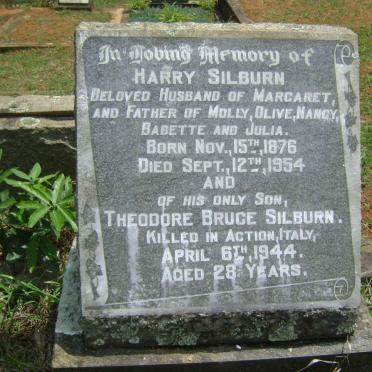 In Loving Memory of
HARRY SILBURN
BELOVED HUSBAND OF MARGARET,
AND FATHER OF MOLLY, OLIVE, NANCY,
BABETTE AND JULIA.
BORN NOV., 15TH, 1876
DIED SEPT., 12TH, 1954
AND
OF HIS ONLY SON,
THEODORE BRUCE SILBURN.
KILLED IN ACTION, ITALY,
APRIL 6TH, 1944.
AGED 28 YEARS.